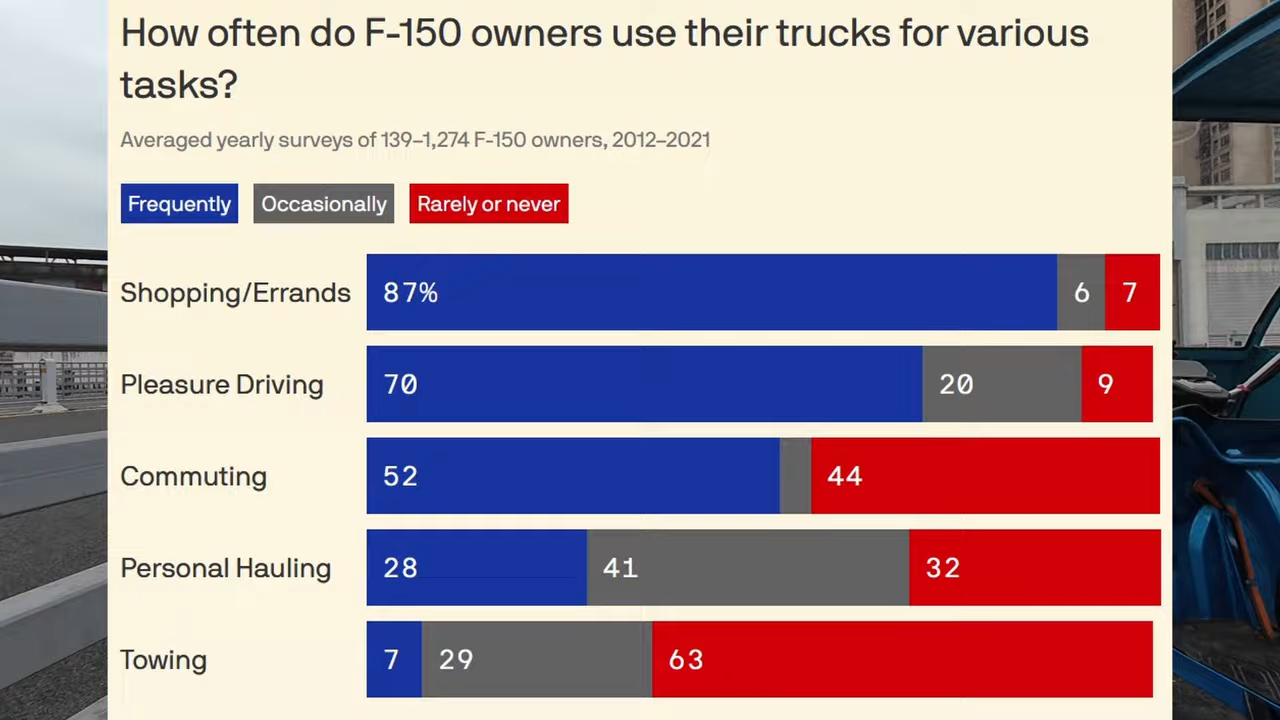 How often do F-150 owners use their trucks for various
tasks?
Averaged yearly surveys of 139–1,274 F-150 owners, 2012–2021
Frequently Occasionally Rarely or never
Shopping/Errands 87% 6 7
Pleasure Driving 70 20 9
Commuting 52 44
Personal Hauling 28 41 32
Towing 7 29 63